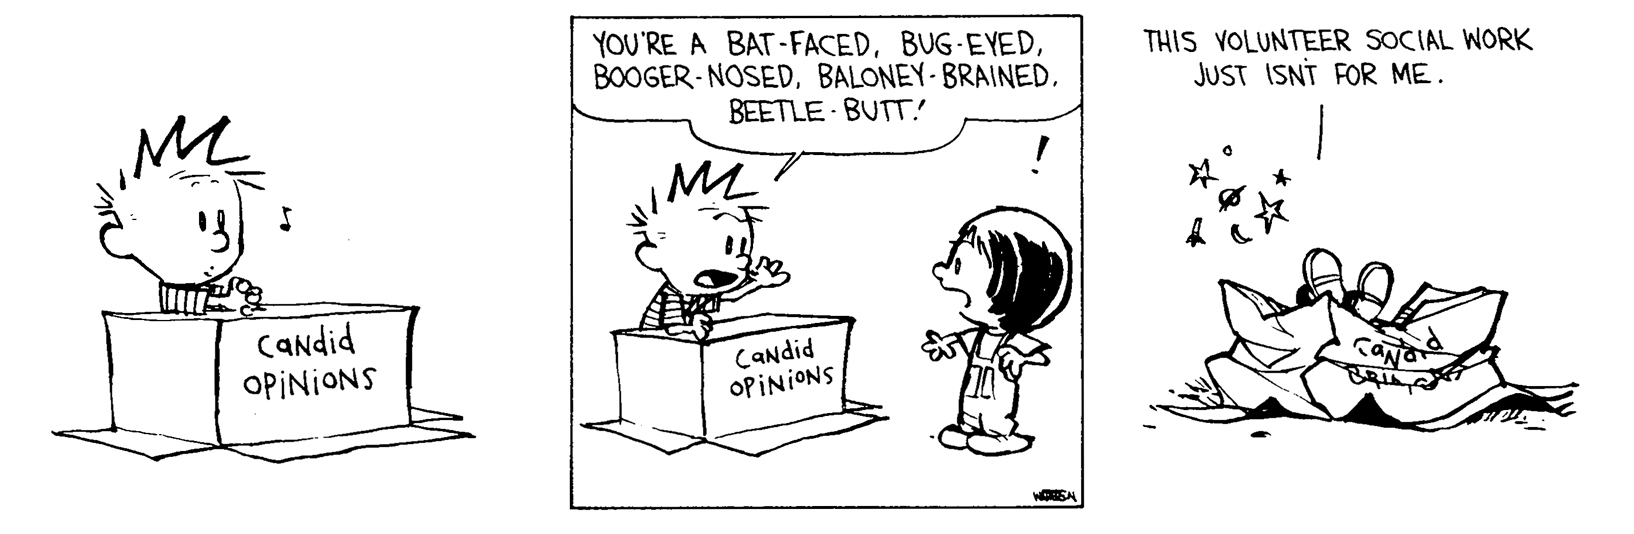 CANdid
OPiNiONS
YOU'RE A BAT-FACED, BUG-EYED,
BOOGER-NOSED, BALONEY-BRAINED,
BEETLE-BUTT!
!
CANdid
OPiNiONS
THIS VOLUNTEER SOCIAL WORK
JUST ISN'T FOR ME.
CANdid